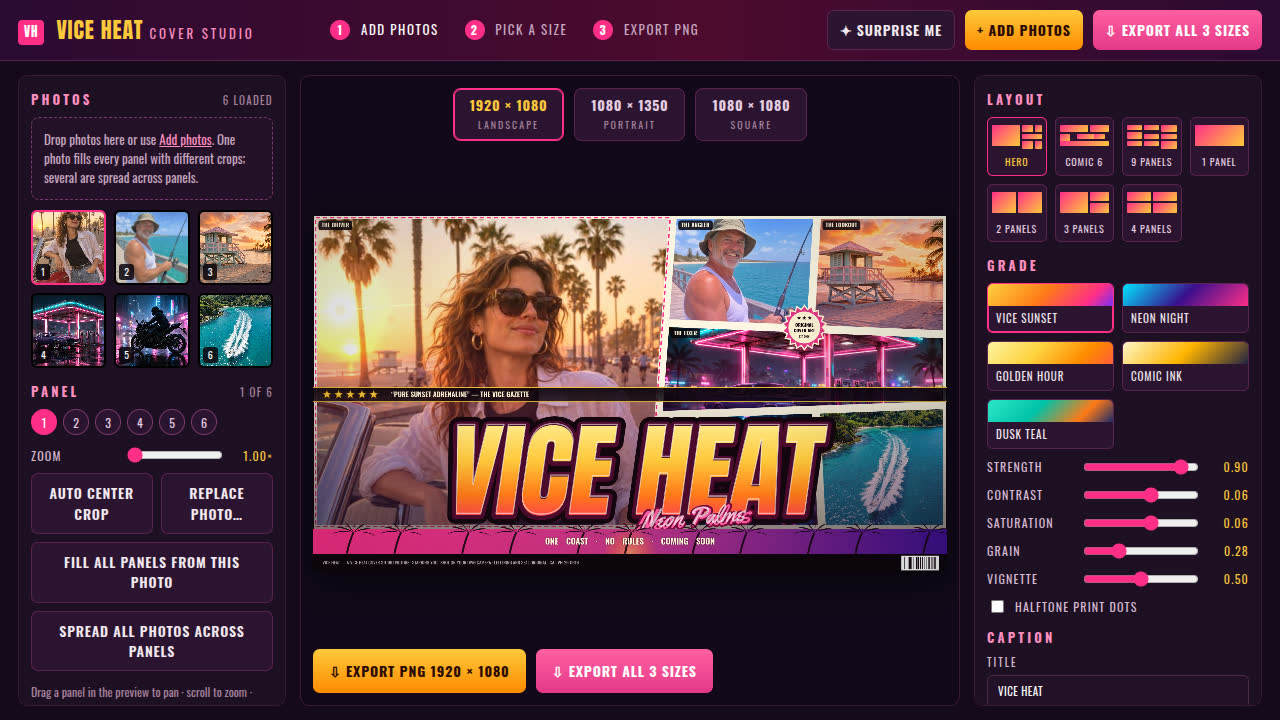 VH VICE HEAT COVER STUDIO
1 ADD PHOTOS
2 PICK A SIZE
3 EXPORT PNG
✦ SURPRISE ME
+ ADD PHOTOS
⇩ EXPORT ALL 3 SIZES
PHOTOS
6 LOADED
Drop photos here or use Add photos. One
photo fills every panel with different crops;
several are spread across panels.
1
2
3
4
5
6
PANEL
1 OF 6
1 2 3 4 5 6
ZOOM
1.00×
AUTO CENTER
CROP
REPLACE
PHOTO…
FILL ALL PANELS FROM THIS
PHOTO
SPREAD ALL PHOTOS ACROSS
PANELS
Drag a panel in the preview to pan · scroll to zoom ·
1920 × 1080
LANDSCAPE
1080 × 1350
PORTRAIT
1080 × 1080
SQUARE
THE DRIVER
THE ANGLER
THE LOOKOUT
THE FIXER
ORIGINAL
COVER ART
★★★★★ "PURE SUNSET ADRENALINE" — THE VICE GAZETTE
VICE HEAT
Neon Palms
ONE COAST · NO RULES · COMING SOON
⇩ EXPORT PNG 1920 × 1080
⇩ EXPORT ALL 3 SIZES
LAYOUT
HERO
COMIC 6
9 PANELS
1 PANEL
2 PANELS
3 PANELS
4 PANELS
GRADE
VICE SUNSET
NEON NIGHT
GOLDEN HOUR
COMIC INK
DUSK TEAL
STRENGTH 0.90
CONTRAST 0.06
SATURATION 0.06
GRAIN 0.28
VIGNETTE 0.50
HALFTONE PRINT DOTS
CAPTION
TITLE
VICE HEAT